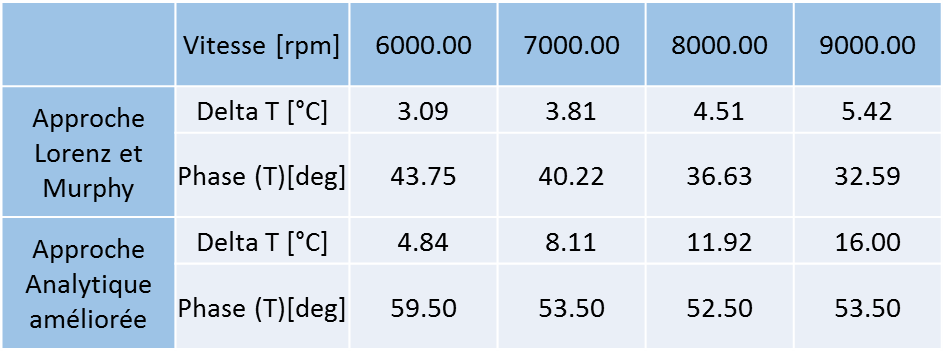 Vitesse [rpm] 6000.00 7000.00 8000.00 9000.00
Approche Lorenz et Murphy
Delta T [°C] 3.09 3.81 4.51 5.42
Phase (T)[deg] 43.75 40.22 36.63 32.59
Approche Analytique améliorée
Delta T [°C] 4.84 8.11 11.92 16.00
Phase (T)[deg] 59.50 53.50 52.50 53.50